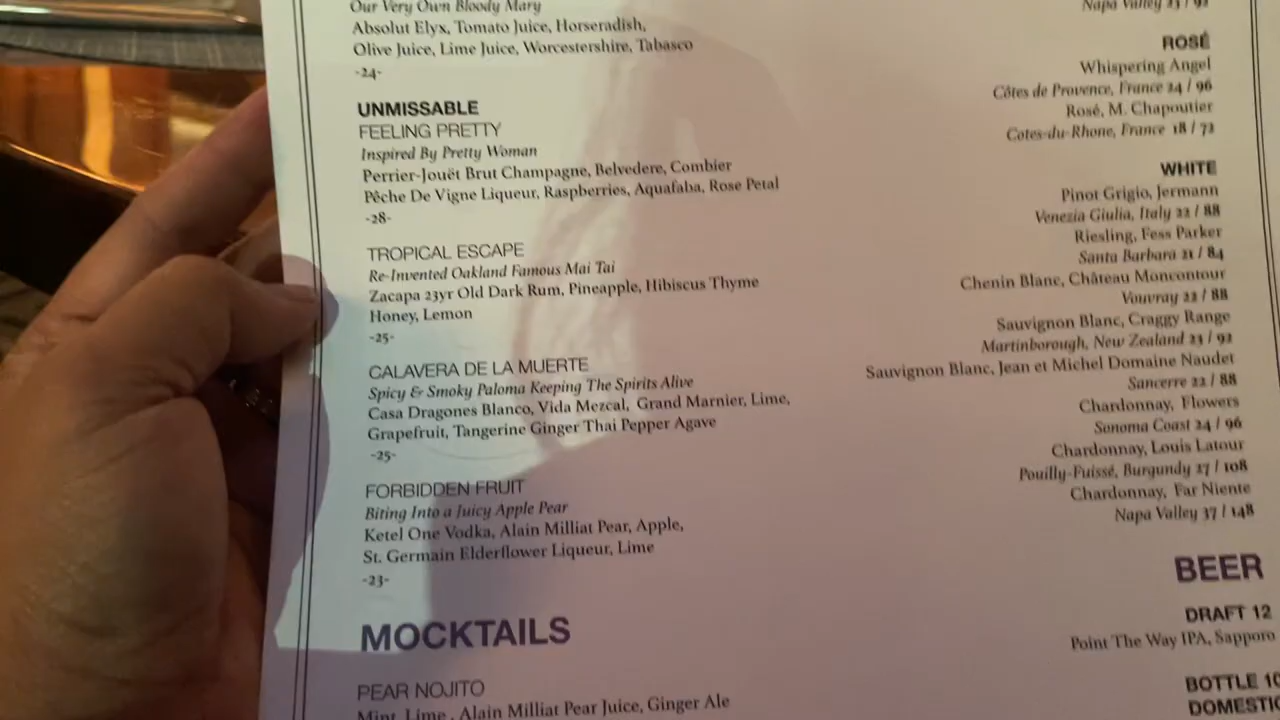 Our Very Own Bloody Mary
Absolut Elyx, Tomato Juice, Horseradish,
Olive Juice, Lime Juice, Worcestershire, Tabasco
-24-
UNMISSABLE
FEELING PRETTY
Inspired By Pretty Woman
Perrier-Jouët Brut Champagne, Belvedere, Combier
Pêche De Vigne Liqueur, Raspberries, Aquafaba, Rose Petal
-28-
TROPICAL ESCAPE
Re-Invented Oakland Famous Mai Tai
Zacapa 23yr Old Dark Rum, Pineapple, Hibiscus Thyme
Honey, Lemon
-25-
CALAVERA DE LA MUERTE
Spicy & Smoky Paloma Keeping The Spirits Alive
Casa Dragones Blanco, Vida Mezcal, Grand Marnier, Lime,
Grapefruit, Tangerine Ginger Thai Pepper Agave
-25-
FORBIDDEN FRUIT
Biting Into a Juicy Apple Pear
Ketel One Vodka, Alain Milliat Pear, Apple,
St. Germain Elderflower Liqueur, Lime
-23-
MOCKTAILS
PEAR NOJITO
Mint, Lime , Alain Milliat Pear Juice, Ginger Ale
Napa Valley 23 / 92
ROSÉ
Whispering Angel
Côtes de Provence, France 24 / 96
Rosé, M. Chapoutier
Cotes-du-Rhone, France 18 / 72
WHITE
Pinot Grigio, Jermann
Venezia Giulia, Italy 22 / 88
Riesling, Fess Parker
Santa Barbara 21 / 84
Chenin Blanc, Château Moncontour
Vouvray 22 / 88
Sauvignon Blanc, Craggy Range
Martinborough, New Zealand 23 / 92
Sauvignon Blanc, Jean et Michel Domaine Naudet
Sancerre 22 / 88
Chardonnay, Flowers
Sonoma Coast 24 / 96
Chardonnay, Louis Latour
Pouilly-Fuissé, Burgundy 27 / 108
Chardonnay, Far Niente
Napa Valley 37 / 148
BEER
DRAFT 12
Point The Way IPA, Sapporo
BOTTLE 10
DOMESTIC